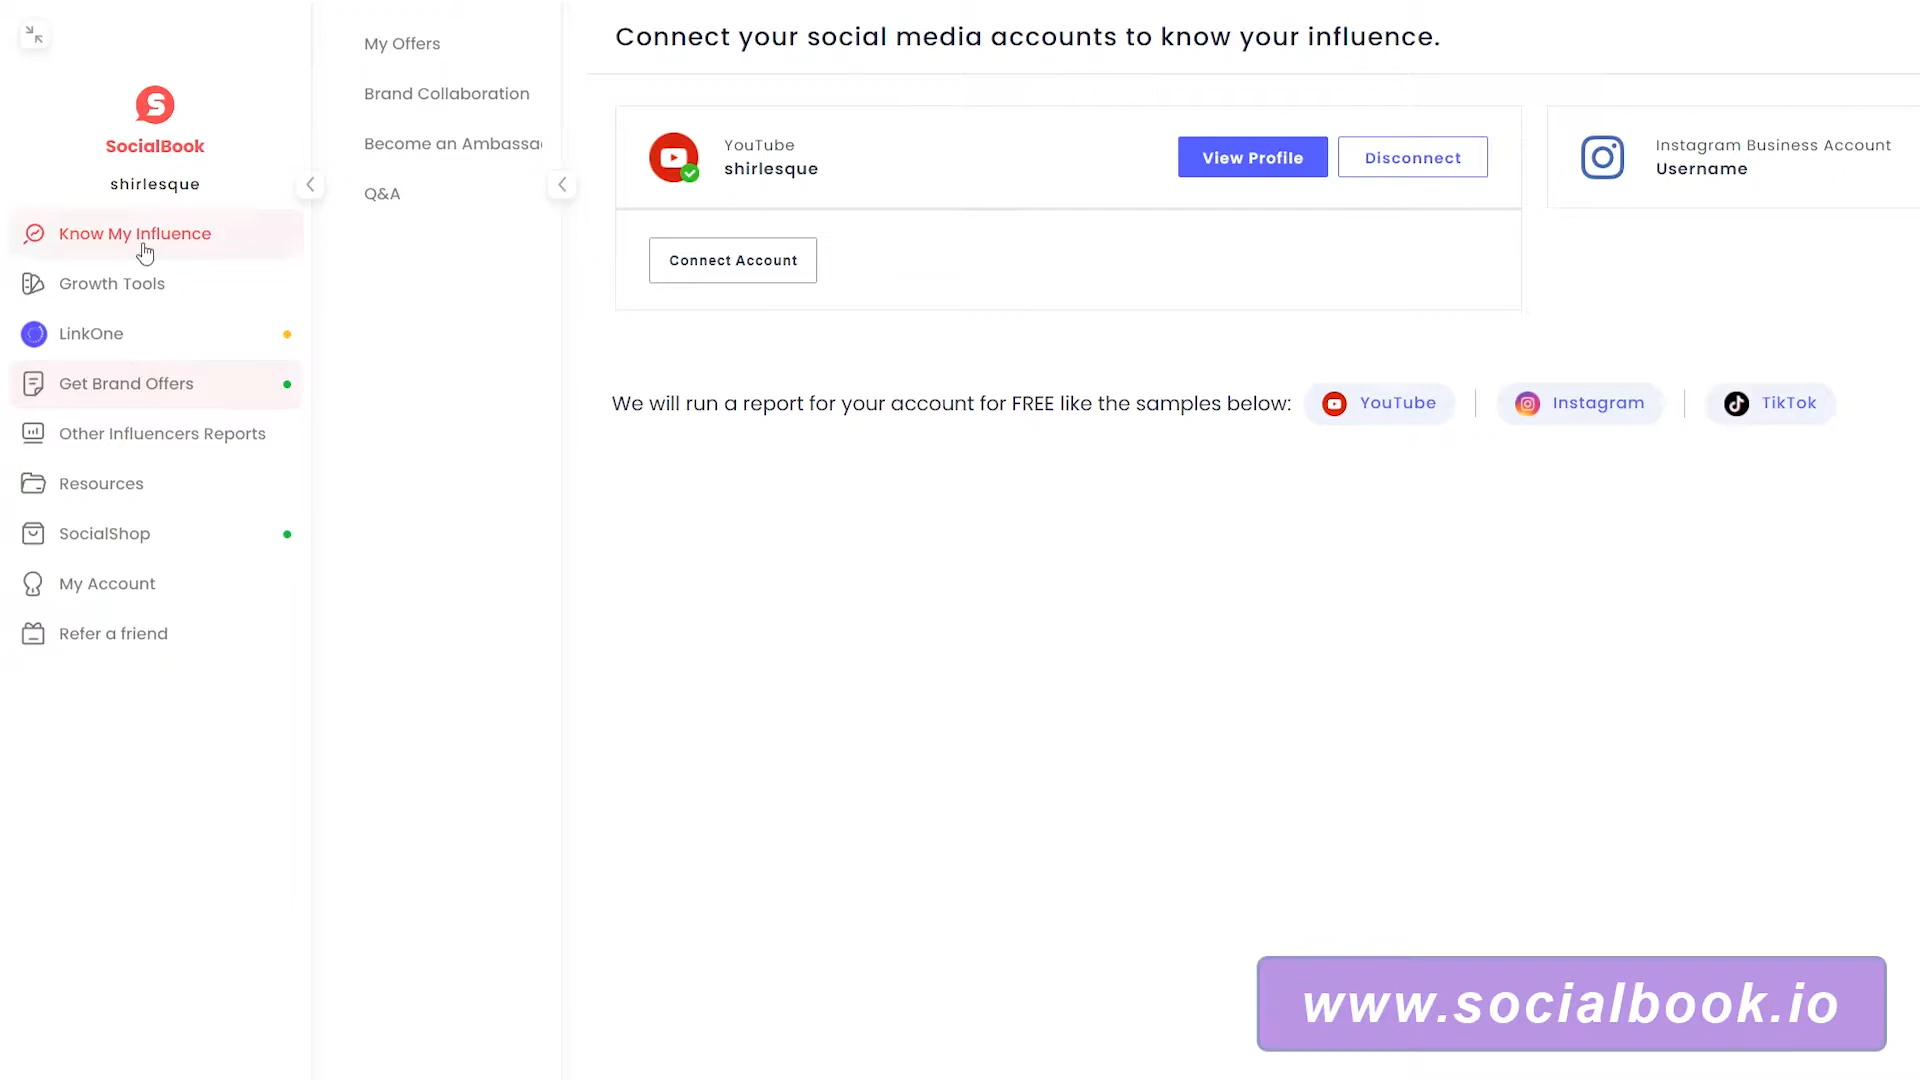 SocialBook
shirlesque
Know My Influence
Growth Tools
LinkOne
Get Brand Offers
Other Influencers Reports
Resources
SocialShop
My Account
Refer a friend
My Offers
Brand Collaboration
Become an Ambassa
Q&A
Connect your social media accounts to know your influence.
YouTube
shirlesque
View Profile
Disconnect
Connect Account
Instagram Business Account
Username
We will run a report for your account for FREE like the samples below:
YouTube
Instagram
TikTok
www.socialbook.io